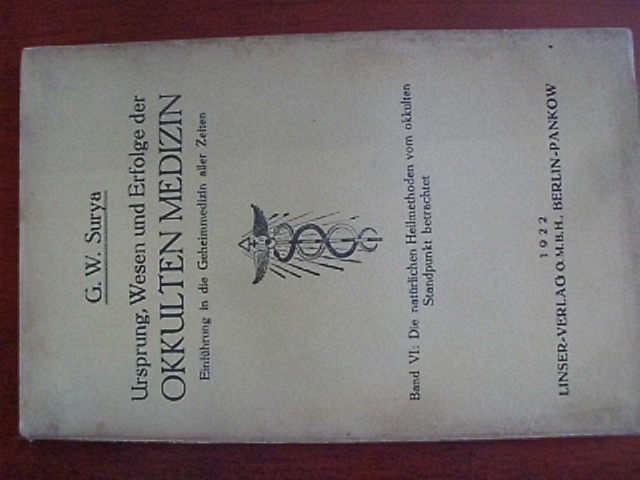 G. W. Surya
Ursprung, Wesen und Erfolge der
OKKULTEN MEDIZIN
Einführung in die Geheimmedizin aller Zeiten
Band VI: Die natürlichen Heilmethoden vom okkulten
Standpunkt betrachtet
1922
LINSER-VERLAG G.M.B.H., BERLIN-PANKOW